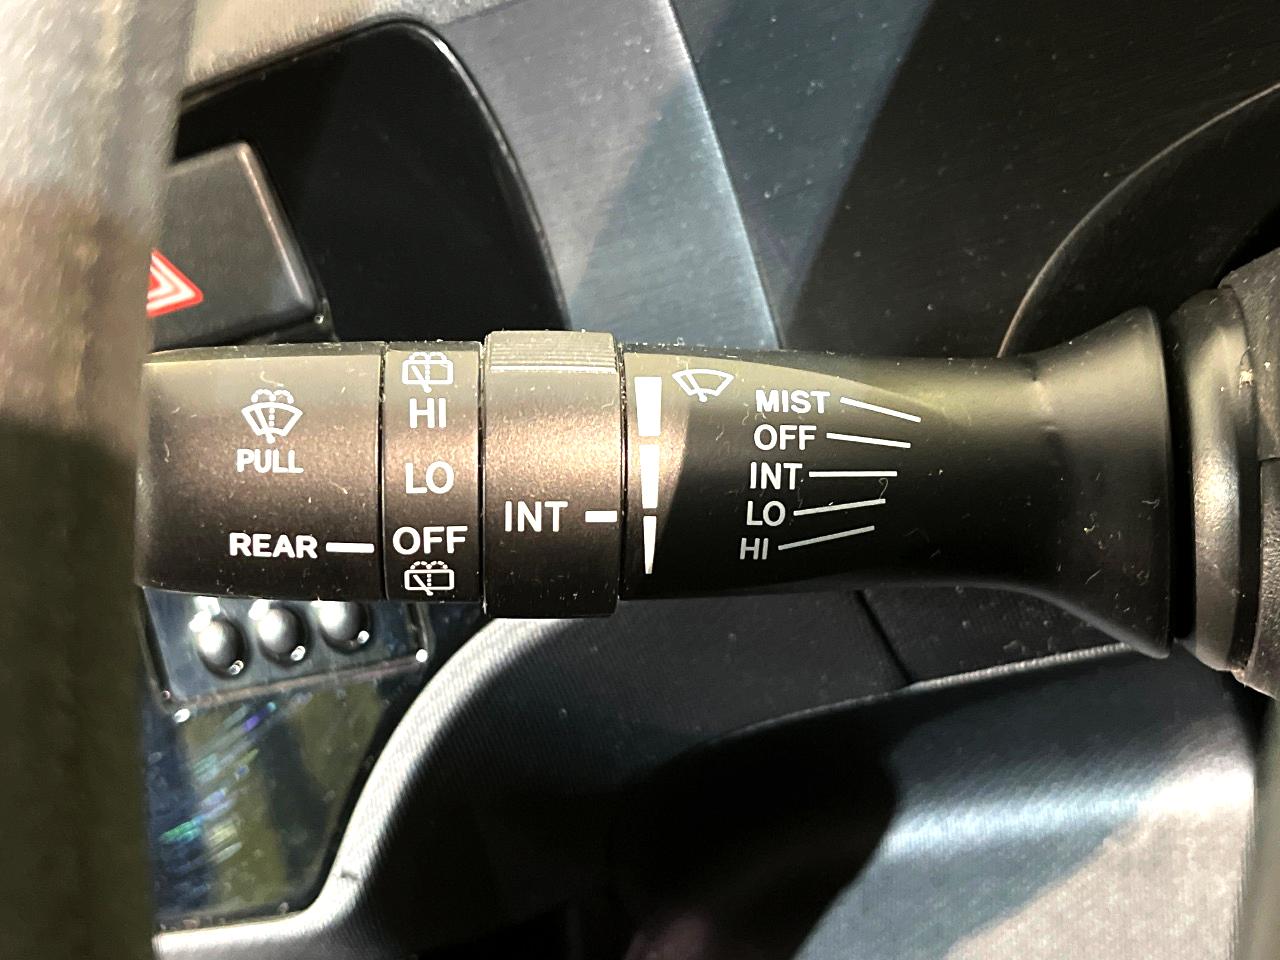 PULL
REAR
HI
LO
OFF
INT
MIST
OFF
INT
LO
HI